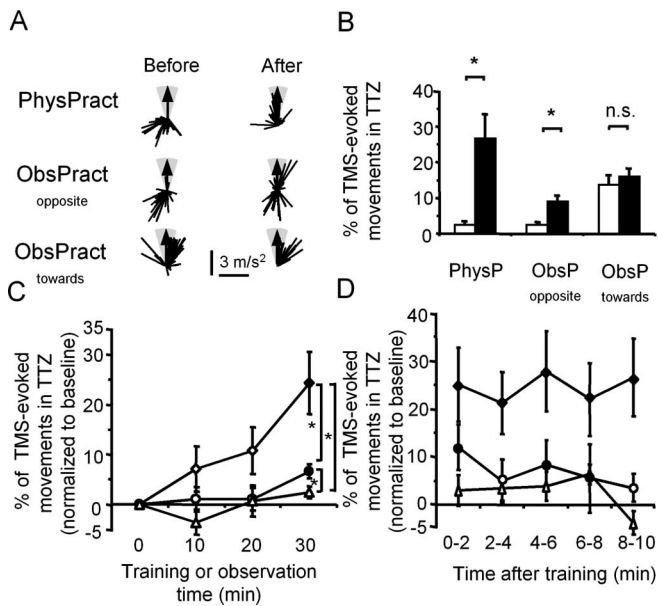 A
Before After
PhysPract
ObsPract
opposite
ObsPract
towards
3 m/s²
B
% of TMS-evoked
movements in TTZ
40
30
20
10
0
*
*
n.s.
PhysP ObsP ObsP
opposite towards
C
% of TMS-evoked
movements in TTZ
(normalized to baseline)
35
30
20
10
0
-5
*
*
*
0 10 20 30
Training or observation
time (min)
D
% of TMS-evoked
movements in TTZ
(normalized to baseline)
40
30
20
10
0
-5
0-2 2-4 4-6 6-8 8-10
Time after training (min)